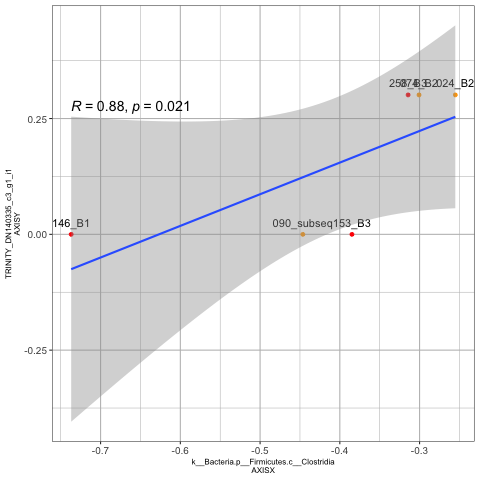 R = 0.88, p = 0.021
024_B2
146_B1
090_subseq153_B3
0.25
0.00
-0.25
-0.7
-0.6
-0.5
-0.4
-0.3
TRINITY_DN140335_c3_g1_i1
AXISY
k__Bacteria.p__Firmicutes.c__Clostridia
AXISX